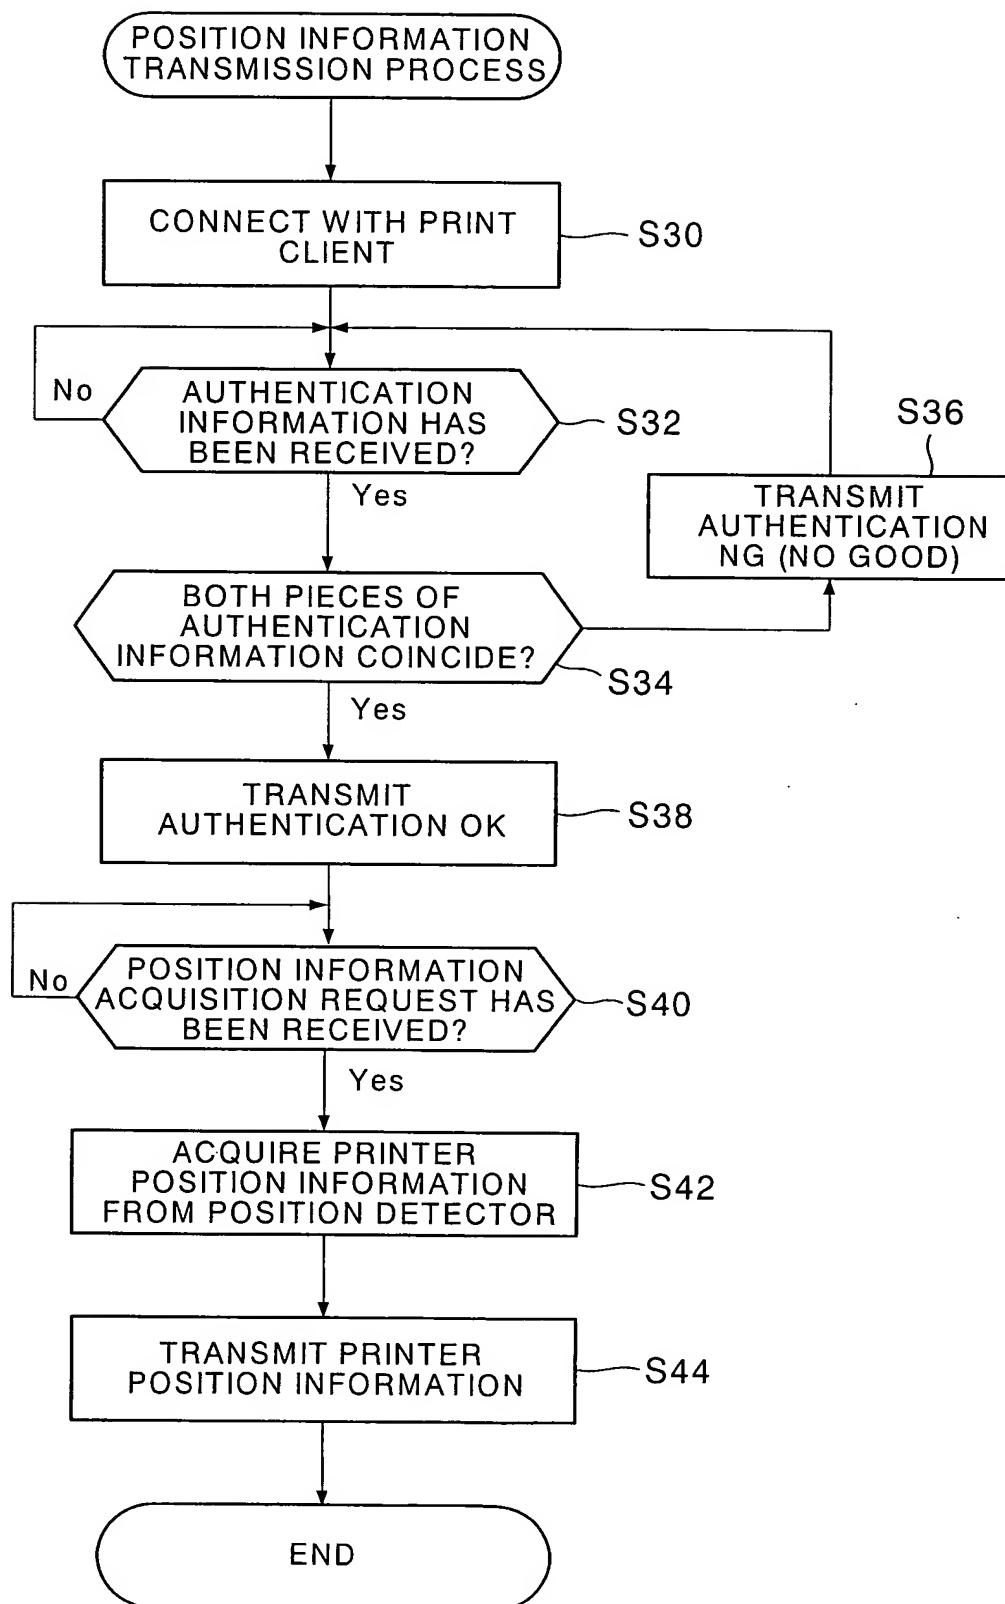 POSITION INFORMATION
TRANSMISSION PROCESS
CONNECT WITH PRINT
CLIENT
S30
No
AUTHENTICATION
INFORMATION HAS
BEEN RECEIVED?
S32
Yes
S36
TRANSMIT
AUTHENTICATION
NG (NO GOOD)
BOTH PIECES OF
AUTHENTICATION
INFORMATION COINCIDE?
S34
Yes
TRANSMIT
AUTHENTICATION OK
S38
No
POSITION INFORMATION
ACQUISITION REQUEST HAS
BEEN RECEIVED?
S40
Yes
ACQUIRE PRINTER
POSITION INFORMATION
FROM POSITION DETECTOR
S42
TRANSMIT PRINTER
POSITION INFORMATION
S44
END